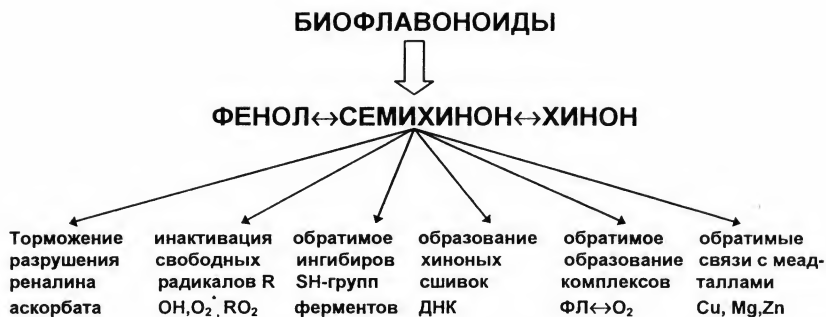 БИОФЛАВОНОИДЫ
ФЕНОЛ↔СЕМИХИНОН↔ХИНОН
Торможение инактивация обратимое образование обратимое обратимые
разрушения свободных ингибиров хиноных образование связи с меад-
реналина радикалов R SH-групп сшивок комплексов таллами
аскорбата OH,O₂˙, RO₂ ферментов ДНК ФЛ↔O₂ Cu, Mg,Zn